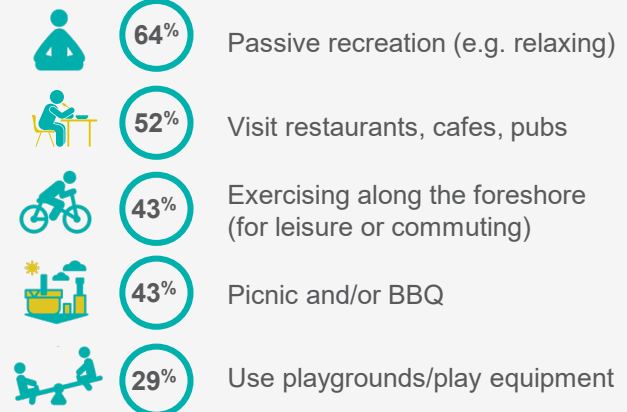 64% Passive recreation (e.g. relaxing)
52% Visit restaurants, cafes, pubs
43% Exercising along the foreshore
(for leisure or commuting)
43% Picnic and/or BBQ
29% Use playgrounds/play equipment